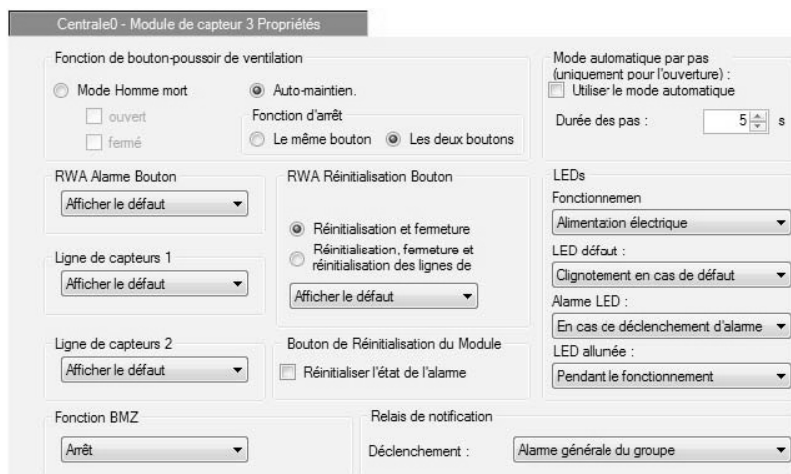 Centrale0 - Module de capteur 3 Propriétés
Fonction de bouton-poussoir de ventilation
Mode Homme mort
ouvert
fermé
Auto-maintien.
Fonction d'arrêt
Le même bouton
Les deux boutons
Mode automatique par pas
(uniquement pour l'ouverture) :
Utiliser le mode automatique
Durée des pas :
5
s
RWA Alarme Bouton
Afficher le défaut
Ligne de capteurs 1
Afficher le défaut
Ligne de capteurs 2
Afficher le défaut
RWA Réinitialisation Bouton
Réinitialisation et fermeture
Réinitialisation, fermeture et
réinitialisation des lignes de
Afficher le défaut
Bouton de Réinitialisation du Module
Réinitialiser l'état de l'alarme
LEDs
Fonctionnemen
Alimentation électrique
LED défaut :
Clignotement en cas de défaut
Alarme LED :
En cas de déclenchement d'alarme
LED allumée :
Pendant le fonctionnement
Fonction BMZ
Arrêt
Relais de notification
Déclenchement :
Alarme générale du groupe